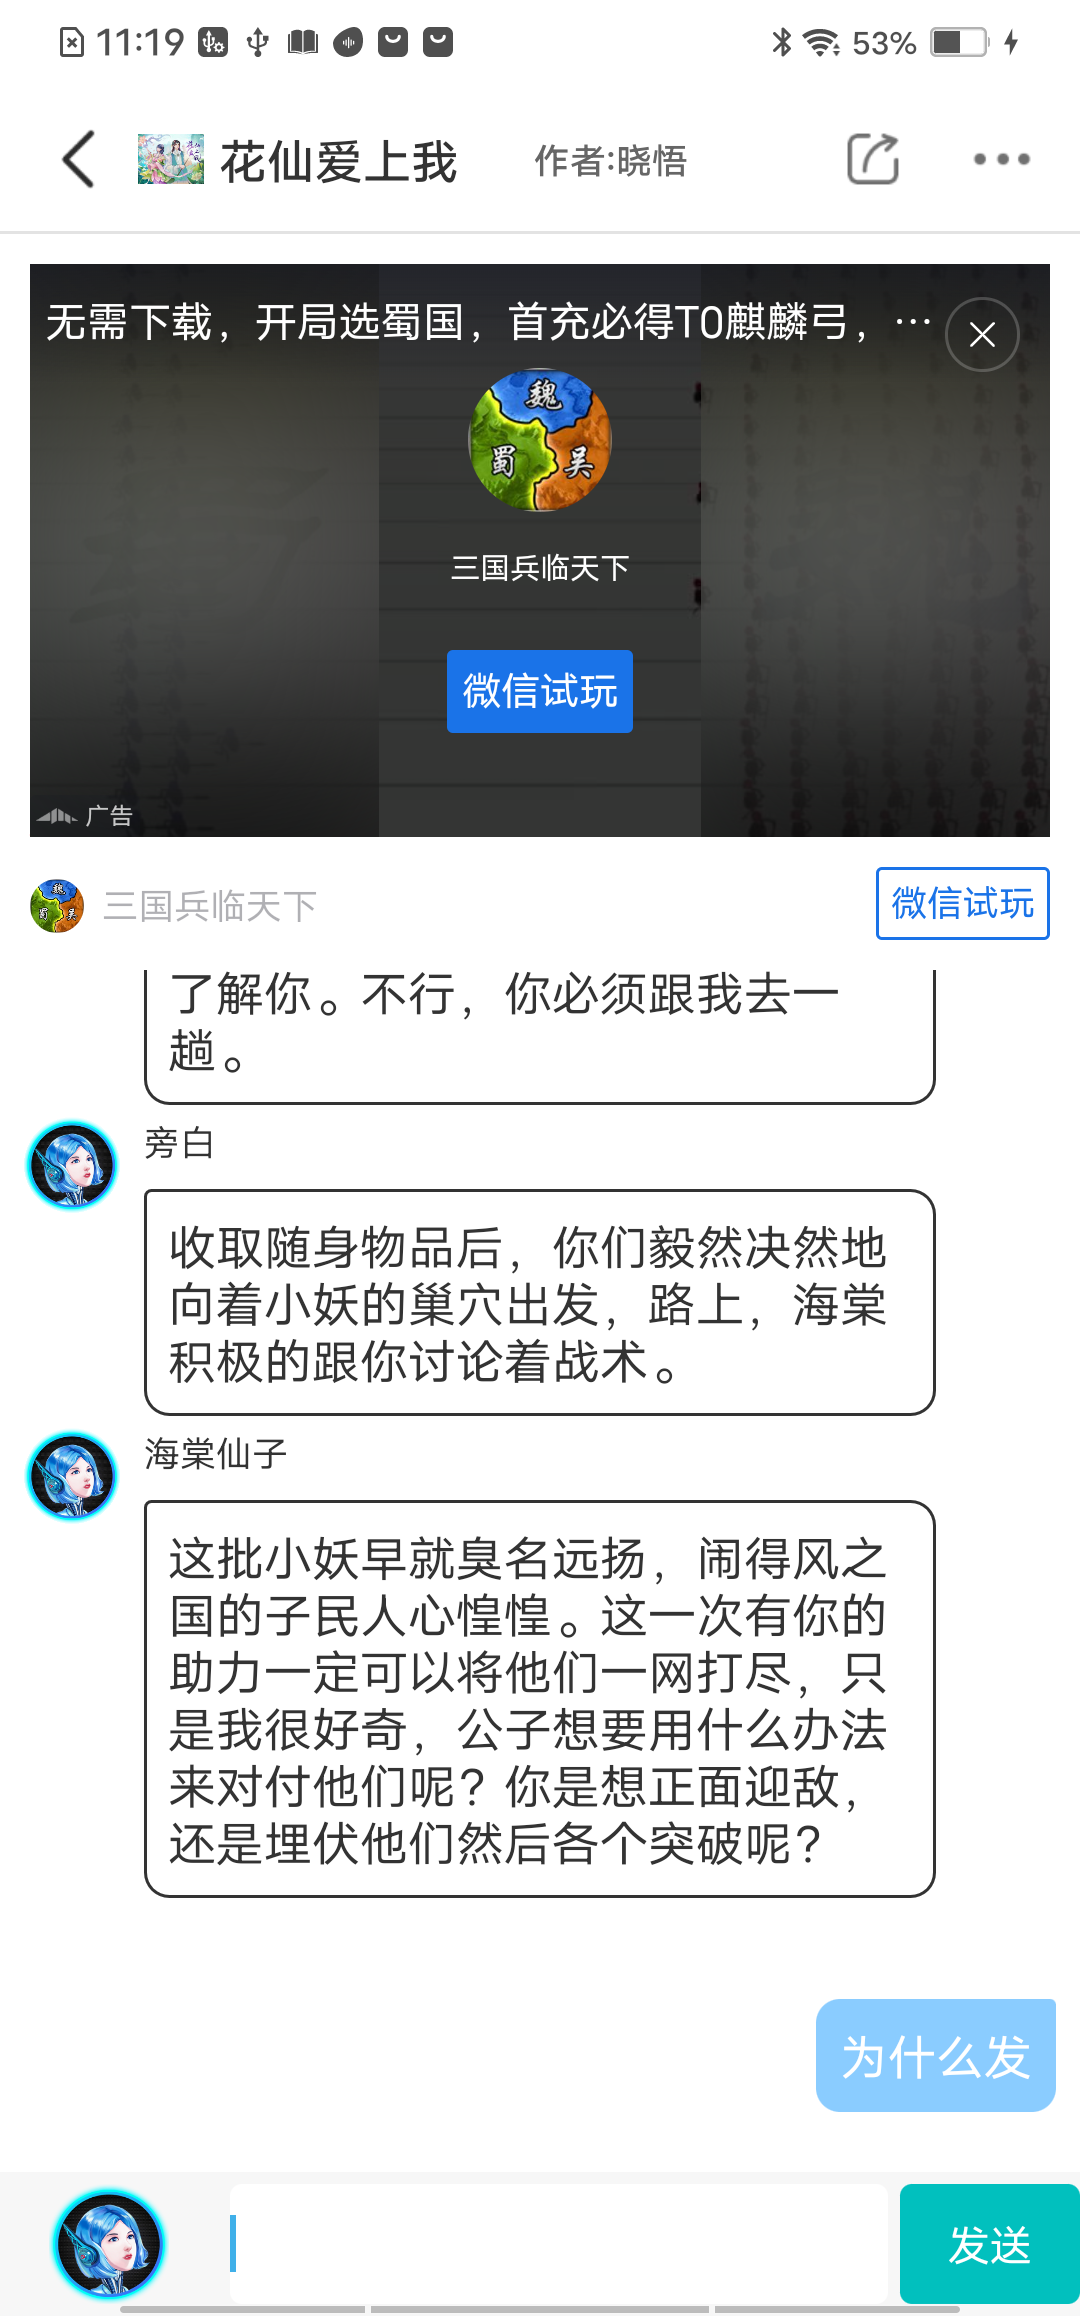 11:19
53%
花仙爱上我
作者:晓悟
无需下载，开局选蜀国，首充必得T0麒麟弓，…
魏
蜀
吴
三国兵临天下
微信试玩
广告
魏
蜀
吴
三国兵临天下
微信试玩
了解你。不行，你必须跟我去一
趟。
旁白
收取随身物品后，你们毅然决然地
向着小妖的巢穴出发，路上，海棠
积极的跟你讨论着战术。
海棠仙子
这批小妖早就臭名远扬，闹得风之
国的子民人心惶惶。这一次有你的
助力一定可以将他们一网打尽，只
是我很好奇，公子想要用什么办法
来对付他们呢？你是想正面迎敌，
还是埋伏他们然后各个突破呢？
为什么发
发送